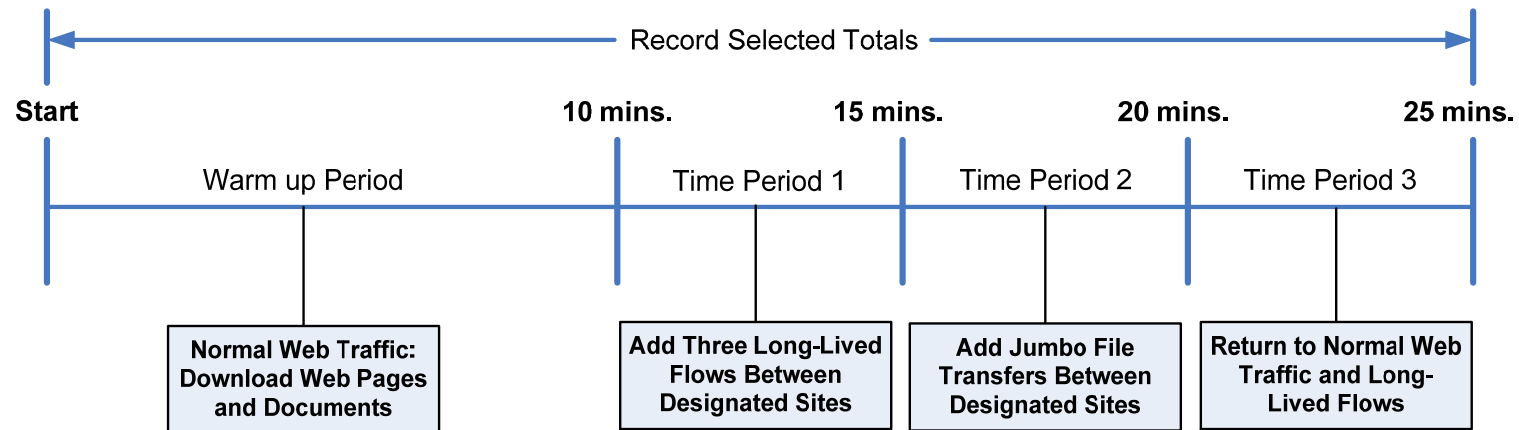 Record Selected Totals
Start
10 mins.
15 mins.
20 mins.
25 mins.
Warm up Period
Time Period 1
Time Period 2
Time Period 3
Normal Web Traffic:
Download Web Pages
and Documents
Add Three Long-Lived
Flows Between
Designated Sites
Add Jumbo File
Transfers Between
Designated Sites
Return to Normal Web
Traffic and Long-
Lived Flows